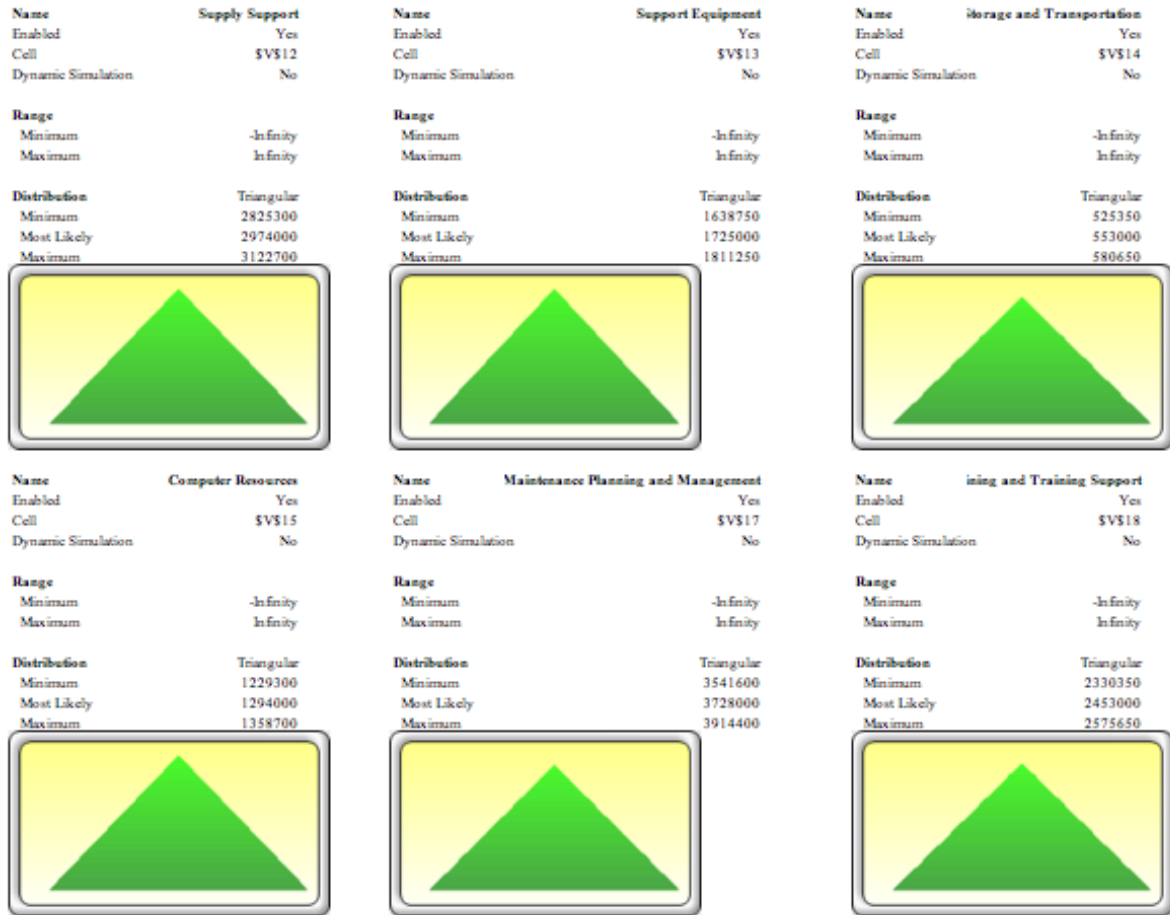 Name Supply Support
Enabled Yes
Cell $V$12
Dynamic Simulation No
Range
Minimum -Infinity
Maximum Infinity
Distribution Triangular
Minimum 2825300
Most Likely 2974000
Maximum 3122700
Name Support Equipment
Enabled Yes
Cell $V$13
Dynamic Simulation No
Range
Minimum -Infinity
Maximum Infinity
Distribution Triangular
Minimum 1638750
Most Likely 1725000
Maximum 1811250
Name and Transportation
Enabled Yes
Cell $V$14
Dynamic Simulation No
Range
Minimum -Infinity
Maximum Infinity
Distribution Triangular
Minimum 525350
Most Likely 553000
Maximum 580650
Name Computer Resources
Enabled Yes
Cell $V$15
Dynamic Simulation No
Range
Minimum -Infinity
Maximum Infinity
Distribution Triangular
Minimum 1229300
Most Likely 1294000
Maximum 1358700
Name Maintenance Planning and Management
Enabled Yes
Cell $V$17
Dynamic Simulation No
Range
Minimum -Infinity
Maximum Infinity
Distribution Triangular
Minimum 3541600
Most Likely 3728000
Maximum 3914400
Name ining and Training Support
Enabled Yes
Cell $V$18
Dynamic Simulation No
Range
Minimum -Infinity
Maximum Infinity
Distribution Triangular
Minimum 2330350
Most Likely 2453000
Maximum 2575650